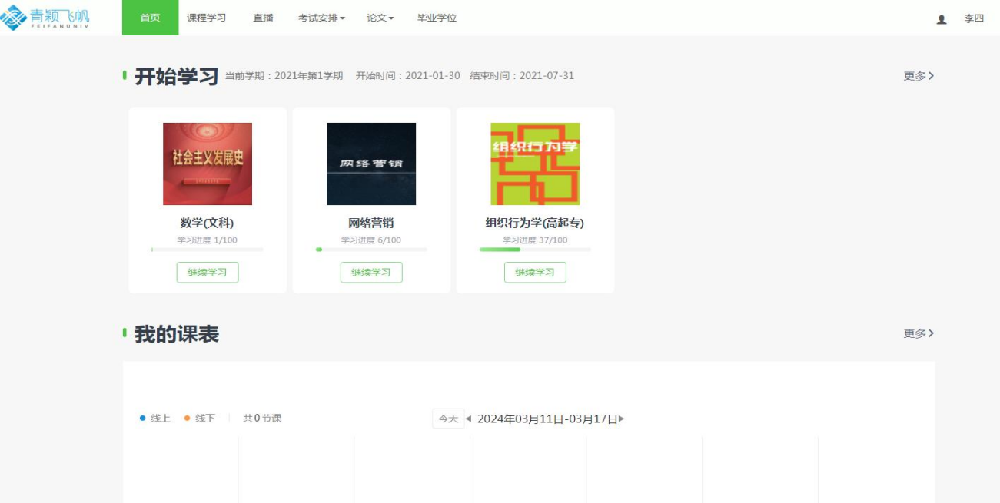 青颖飞帆
FEIFANUNIV
首页 课程学习 直播 考试安排 论文 毕业学位 李四
开始学习 当前学期：2021年第1学期 开始时间：2021-01-30 结束时间：2021-07-31 更多
社会主义发展史
网络营销
组织行为学
数学(文科)
学习进度 1/100
继续学习
网络营销
学习进度 6/100
继续学习
组织行为学(高起专)
学习进度 37/100
继续学习
我的课表 更多
线上 线下 共0节课 今天 2024年03月11日-03月17日